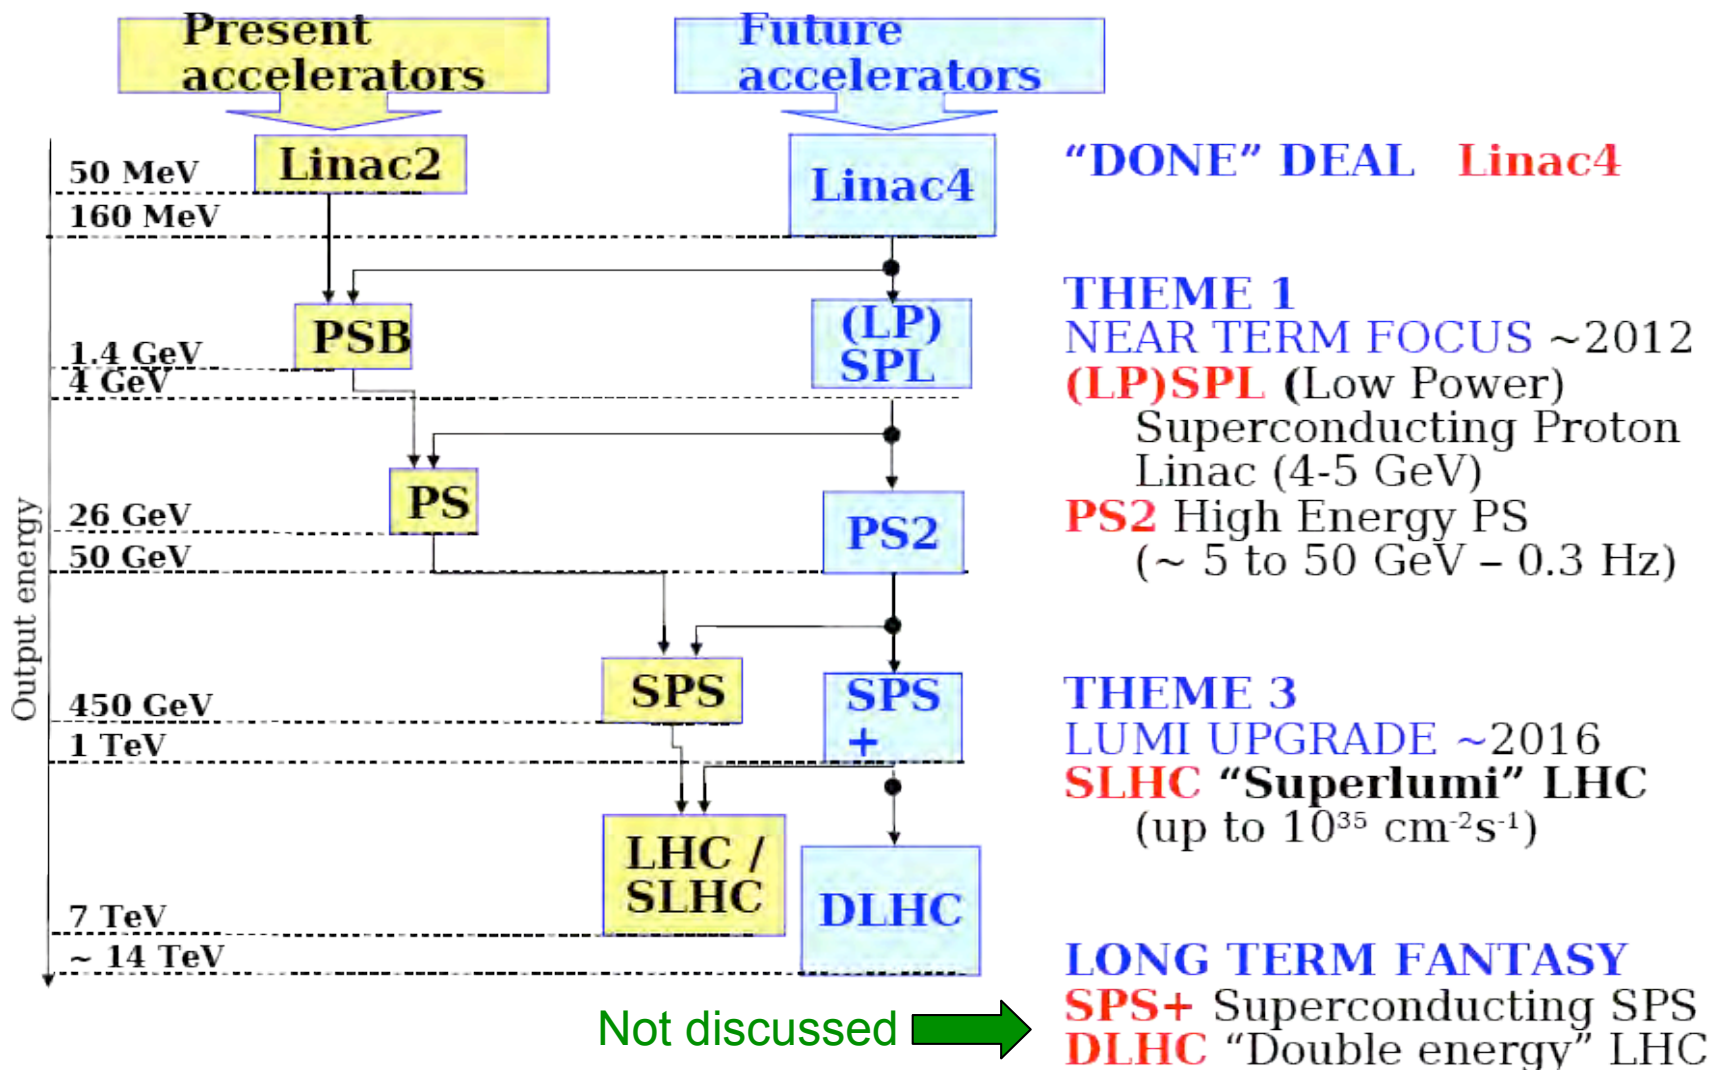 Present
accelerators
Future
accelerators
Linac2
Linac4
50 MeV
160 MeV
PSB
(LP)
SPL
1.4 GeV
4 GeV
PS
PS2
26 GeV
50 GeV
SPS
SPS
+
450 GeV
1 TeV
LHC /
SLHC
DLHC
7 TeV
~ 14 TeV
Output energy
“DONE” DEAL Linac4
THEME 1
NEAR TERM FOCUS ~2012
(LP)SPL (Low Power)
Superconducting Proton
Linac (4-5 GeV)
PS2 High Energy PS
(~ 5 to 50 GeV – 0.3 Hz)
THEME 3
LUMI UPGRADE ~2016
SLHC “Superlumi” LHC
(up to 10³⁵ cm⁻²s⁻¹)
LONG TERM FANTASY
SPS+ Superconducting SPS
DLHC “Double energy” LHC
Not discussed